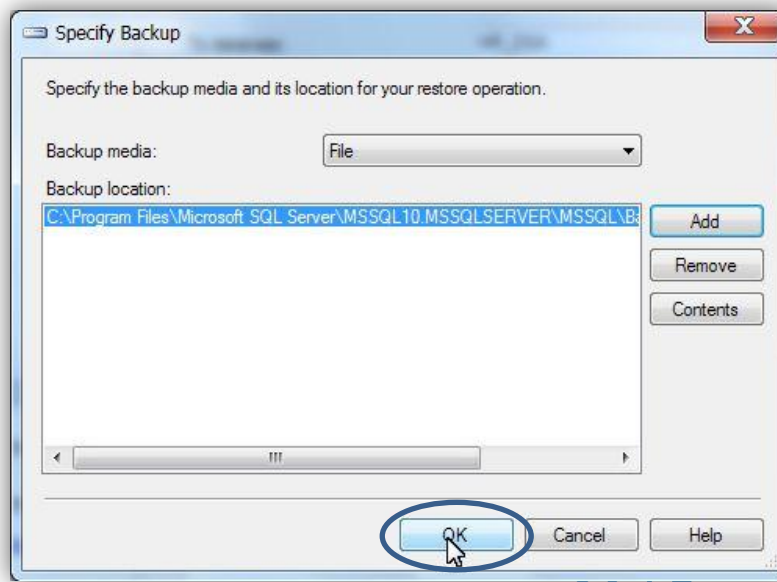 Specify Backup
Specify the backup media and its location for your restore operation.
Backup media:
File
Backup location:
C:\Program Files\Microsoft SQL Server\MSSQL10.MSSQLSERVER\MSSQL\Ba
Add
Remove
Contents
OK
Cancel
Help